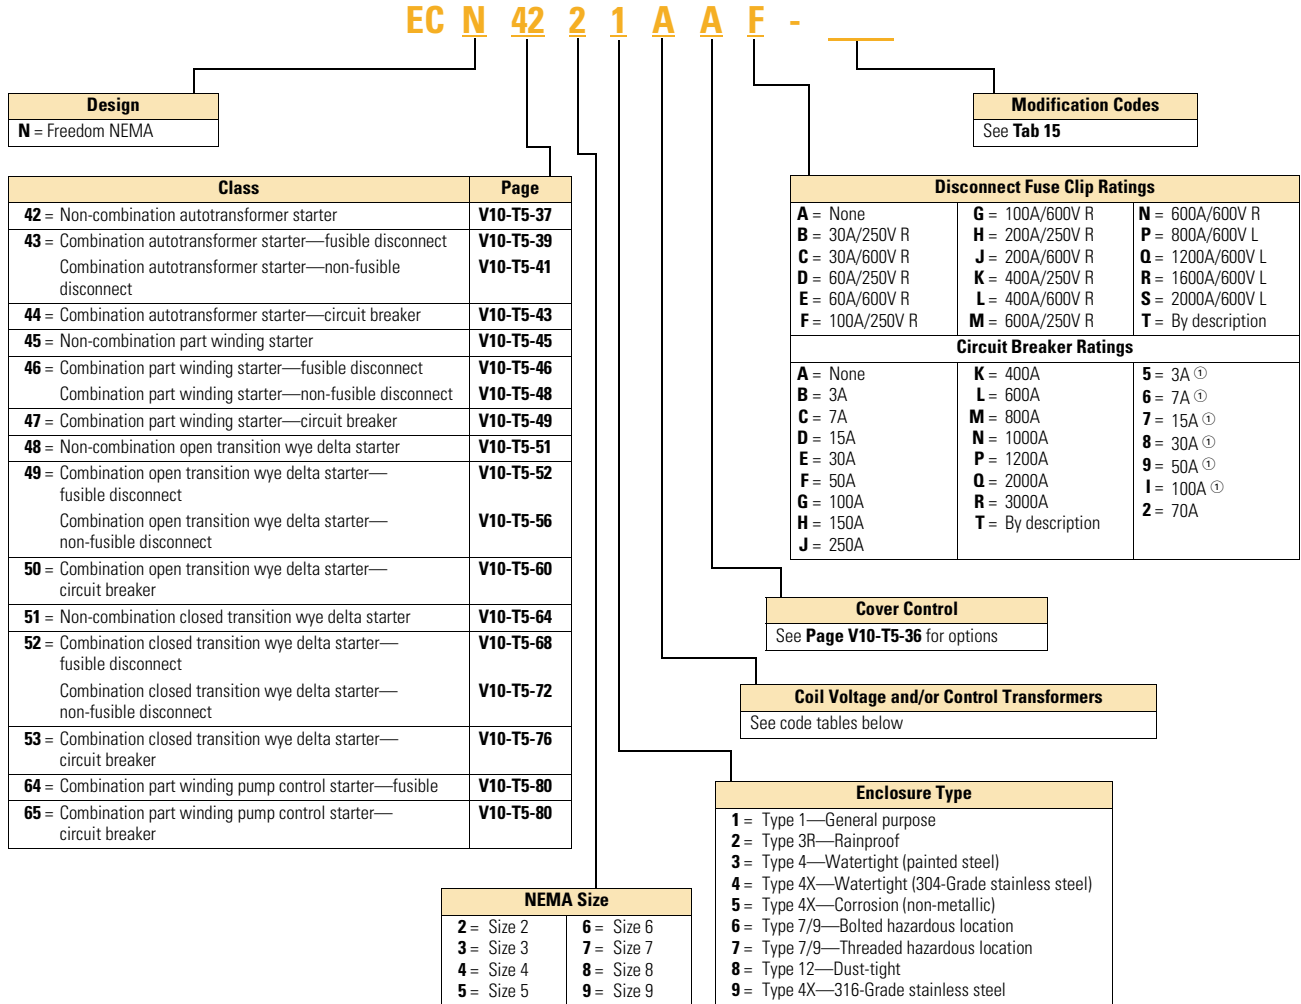 EC N 42 2 1 A A F -
Design
N = Freedom NEMA
Modification Codes
See Tab 15
Class Page
42 = Non-combination autotransformer starter V10-T5-37
43 = Combination autotransformer starter—fusible disconnect V10-T5-39
Combination autotransformer starter—non-fusible V10-T5-41
disconnect
44 = Combination autotransformer starter—circuit breaker V10-T5-43
45 = Non-combination part winding starter V10-T5-45
46 = Combination part winding starter—fusible disconnect V10-T5-46
Combination part winding starter—non-fusible disconnect V10-T5-48
47 = Combination part winding starter—circuit breaker V10-T5-49
48 = Non-combination open transition wye delta starter V10-T5-51
49 = Combination open transition wye delta starter— V10-T5-52
fusible disconnect
Combination open transition wye delta starter— V10-T5-56
non-fusible disconnect
50 = Combination open transition wye delta starter— V10-T5-60
circuit breaker
51 = Non-combination closed transition wye delta starter V10-T5-64
52 = Combination closed transition wye delta starter— V10-T5-68
fusible disconnect
Combination closed transition wye delta starter— V10-T5-72
non-fusible disconnect
53 = Combination closed transition wye delta starter— V10-T5-76
circuit breaker
64 = Combination part winding pump control starter—fusible V10-T5-80
65 = Combination part winding pump control starter— V10-T5-80
circuit breaker
Disconnect Fuse Clip Ratings
A = None
B = 30A/250V R
C = 30A/600V R
D = 60A/250V R
E = 60A/600V R
F = 100A/250V R
G = 100A/600V R
H = 200A/250V R
J = 200A/600V R
K = 400A/250V R
L = 400A/600V R
M = 600A/250V R
N = 600A/600V R
P = 800A/600V L
Q = 1200A/600V L
R = 1600A/600V L
S = 2000A/600V L
T = By description
Circuit Breaker Ratings
A = None
B = 3A
C = 7A
D = 15A
E = 30A
F = 50A
G = 100A
H = 150A
J = 250A
K = 400A
L = 600A
M = 800A
N = 1000A
P = 1200A
Q = 2000A
R = 3000A
T = By description
5 = 3A ①
6 = 7A ①
7 = 15A ①
8 = 30A ①
9 = 50A ①
I = 100A ①
2 = 70A
Cover Control
See Page V10-T5-36 for options
Coil Voltage and/or Control Transformers
See code tables below
Enclosure Type
1 = Type 1—General purpose
2 = Type 3R—Rainproof
3 = Type 4—Watertight (painted steel)
4 = Type 4X—Watertight (304-Grade stainless steel)
5 = Type 4X—Corrosion (non-metallic)
6 = Type 7/9—Bolted hazardous location
7 = Type 7/9—Threaded hazardous location
8 = Type 12—Dust-tight
9 = Type 4X—316-Grade stainless steel
NEMA Size
2 = Size 2
3 = Size 3
4 = Size 4
5 = Size 5
6 = Size 6
7 = Size 7
8 = Size 8
9 = Size 9